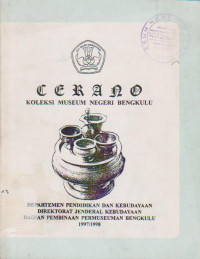 CERANO
KOLEKSI MUSEUM NEGERI BENGKULU
DEPARTEMEN PENDIDIKAN DAN KEBUDAYAAN
DIREKTORAT JENDERAL KEBUDAYAAN
BAGIAN PEMBINAAN PERMUSEUMAN BENGKULU
1997/1998